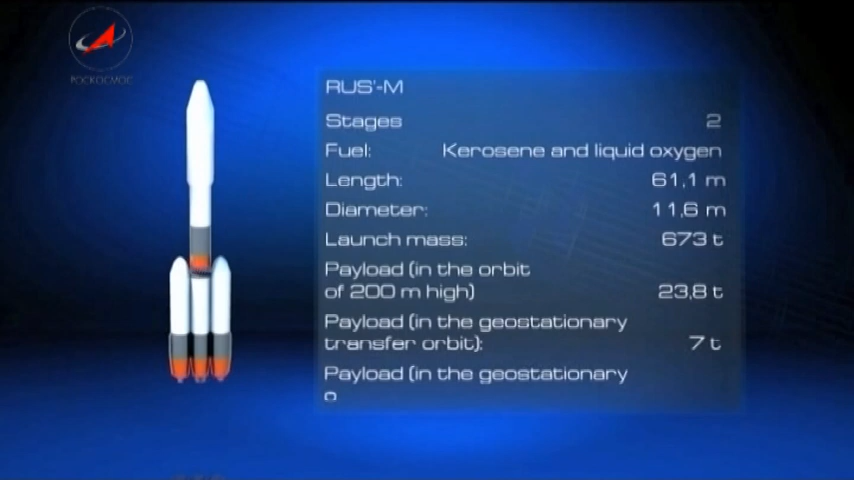 РОСКОСМОС
RUS'-M
Stages 2
Fuel: Kerosene and liquid oxygen
Length: 61,1 m
Diameter: 11,6 m
Launch mass: 673 t
Payload (in the orbit
of 200 m high) 23,8 t
Payload (in the geostationary
transfer orbit): 7 t
Payload (in the geostationary
o